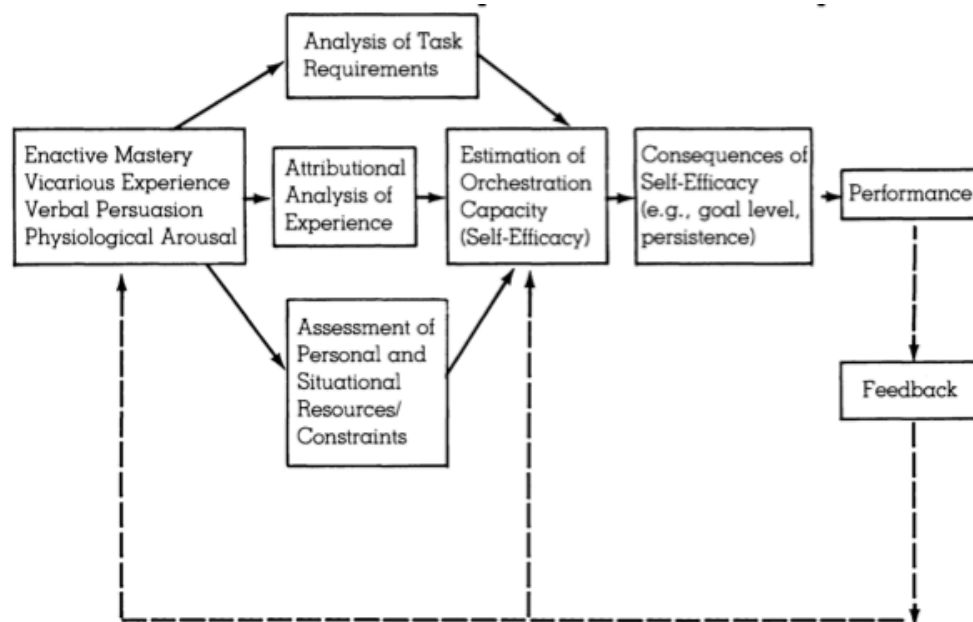 Analysis of Task
Requirements
Enactive Mastery
Vicarious Experience
Verbal Persuasion
Physiological Arousal
Attributional
Analysis of
Experience
Estimation of
Orchestration
Capacity
(Self-Efficacy)
Consequences of
Self-Efficacy
(e.g., goal level,
persistence)
Performance
Assessment of
Personal and
Situational
Resources/
Constraints
Feedback